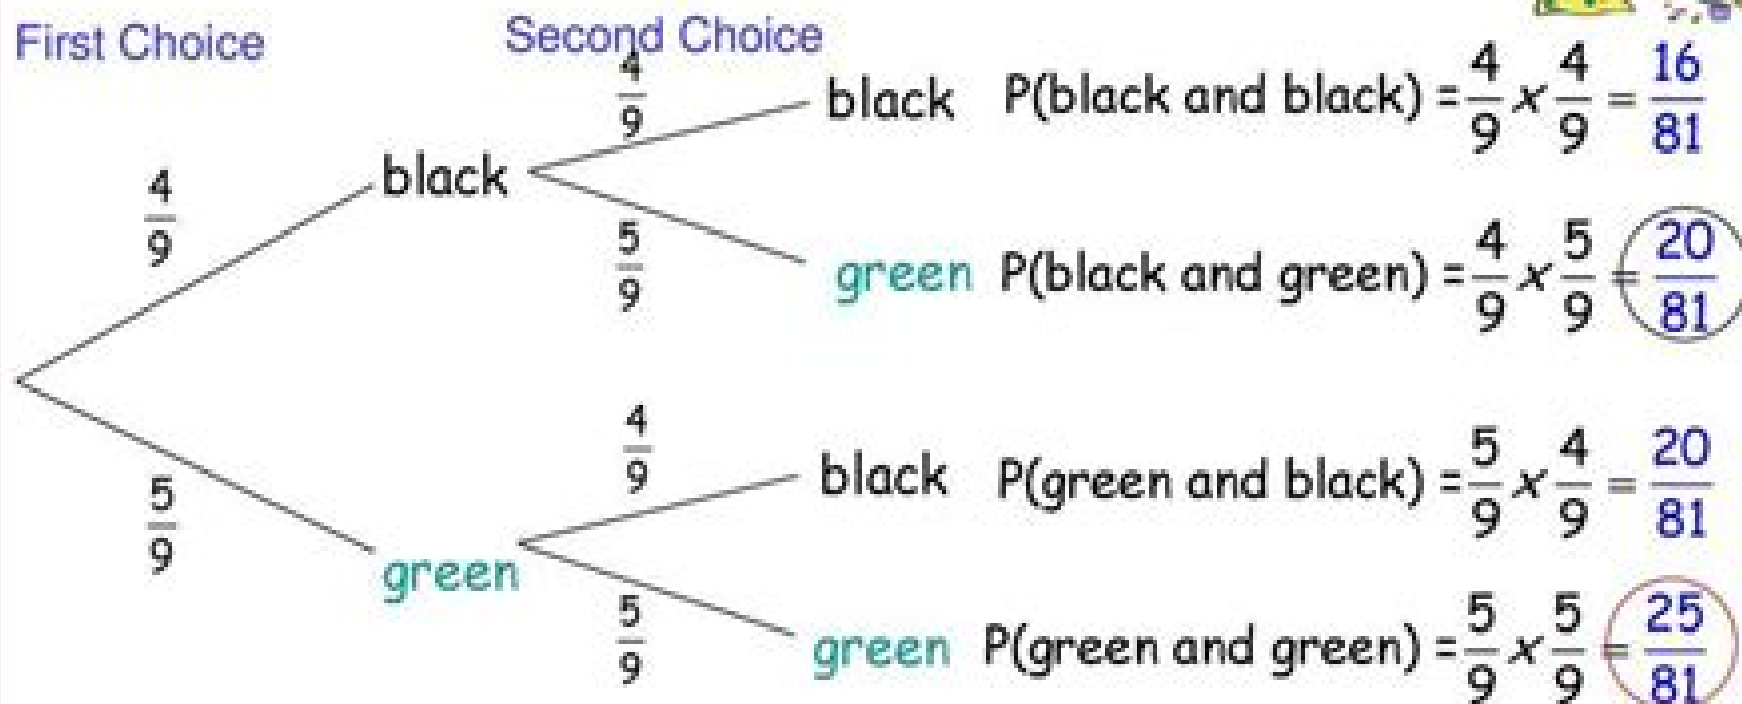 First Choice
Second Choice
4/9
black P(black and black) = 4/9 x 4/9 = 16/81
4/9
black
5/9
green P(black and green) = 4/9 x 5/9 = 20/81
4/9
black P(green and black) = 5/9 x 4/9 = 20/81
5/9
green
5/9
green P(green and green) = 5/9 x 5/9 = 25/81